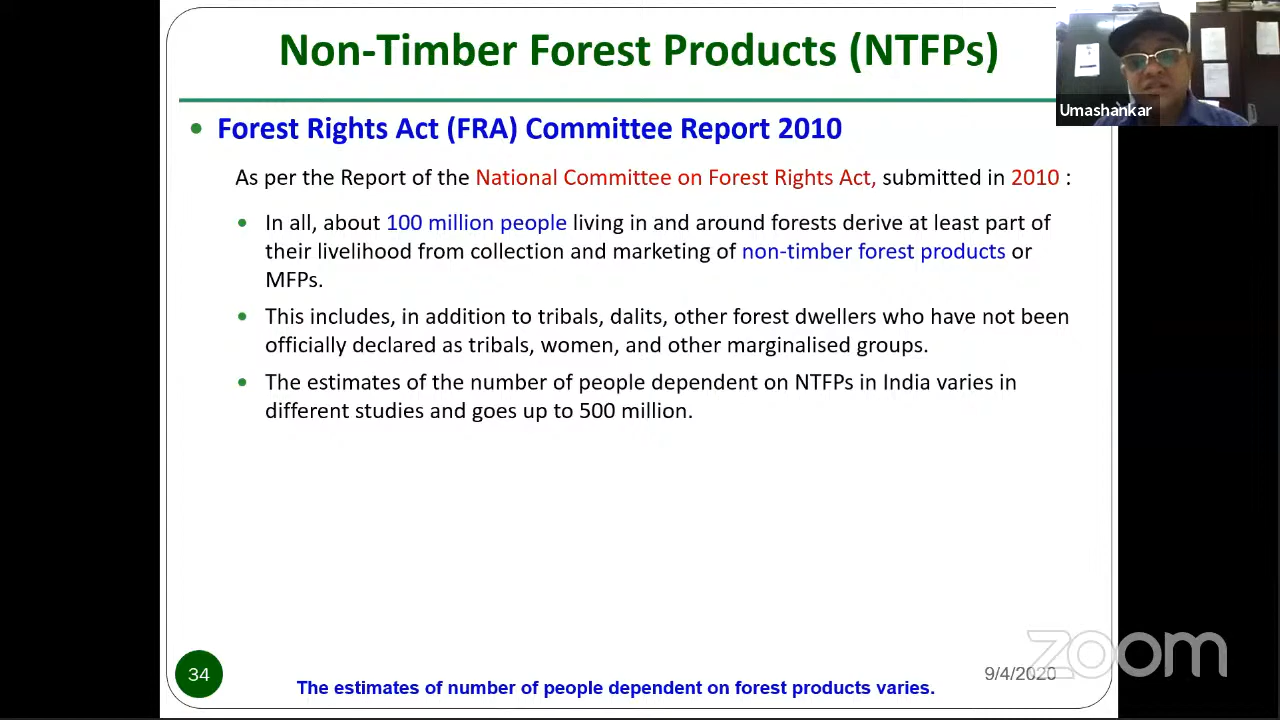 Non-Timber Forest Products (NTFPs)
Umashankar
• Forest Rights Act (FRA) Committee Report 2010
As per the Report of the National Committee on Forest Rights Act, submitted in 2010 :
• In all, about 100 million people living in and around forests derive at least part of
their livelihood from collection and marketing of non-timber forest products or
MFPs.
• This includes, in addition to tribals, dalits, other forest dwellers who have not been
officially declared as tribals, women, and other marginalised groups.
• The estimates of the number of people dependent on NTFPs in India varies in
different studies and goes up to 500 million.
34
The estimates of number of people dependent on forest products varies.
9/4/2020
zoom